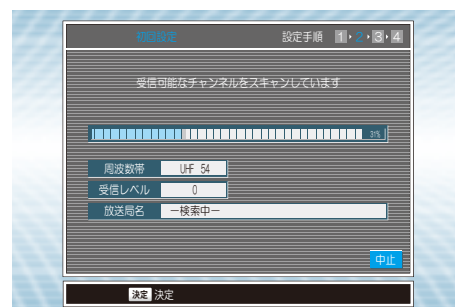 初期設定 設定手順 1 2 3 4
受信可能なチャンネルをスキャンしています
31%
周波数帯 UHF 54
受信レベル 0
放送局名 ー検索中ー
中止
決定 決定